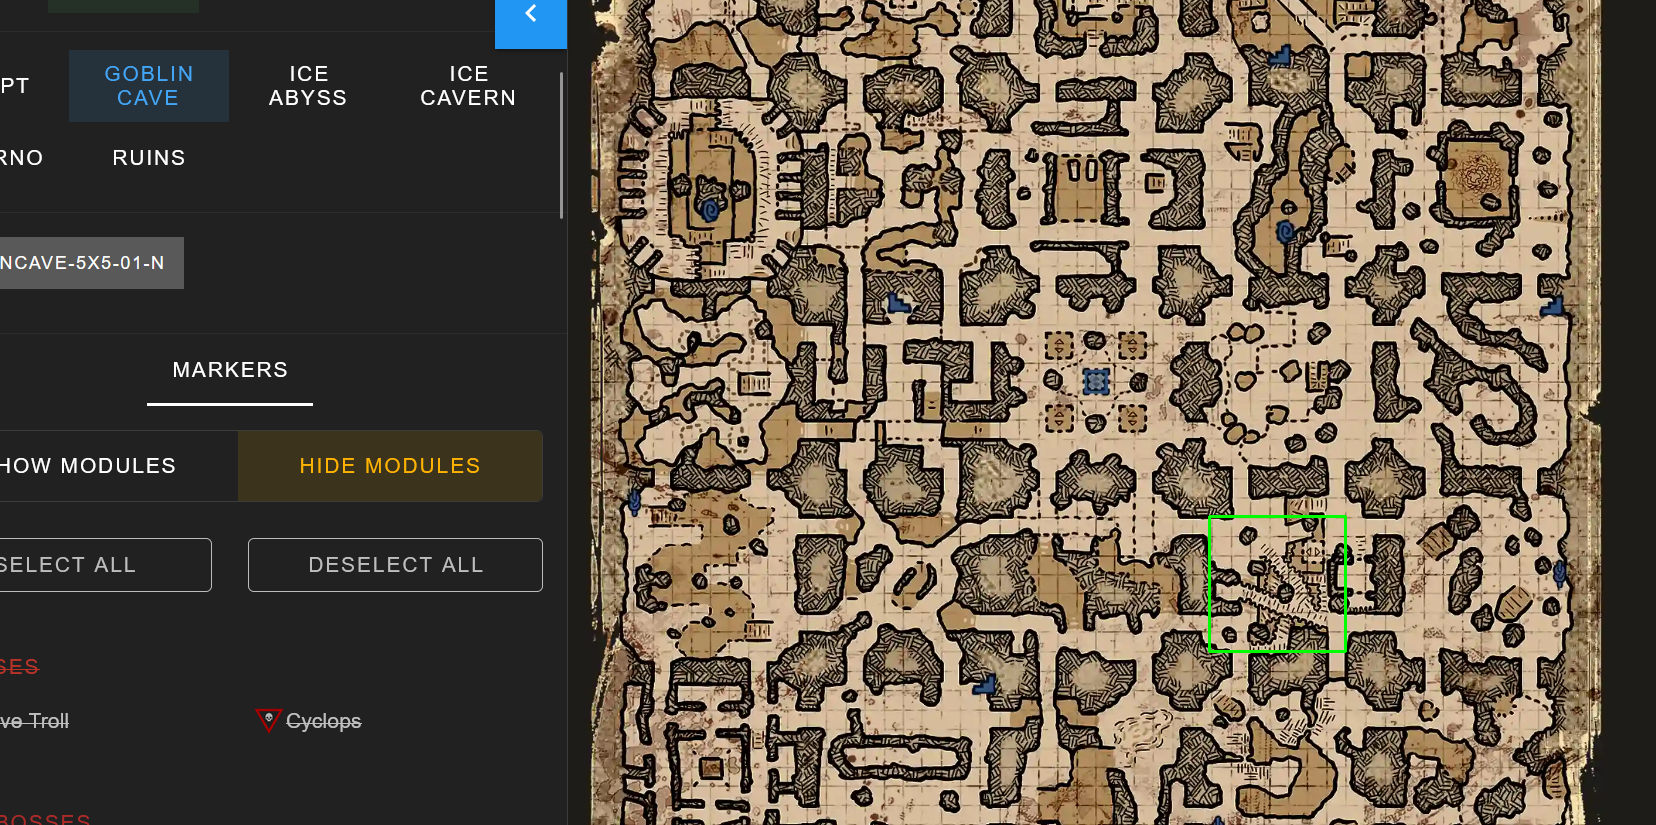 PT
GOBLIN
CAVE
ICE
ABYSS
ICE
CAVERN
RNO
RUINS
NCAVE-5X5-01-N
MARKERS
HOW MODULES
HIDE MODULES
SELECT ALL
DESELECT ALL
SES
ve Troll
Cyclops
BOSSES